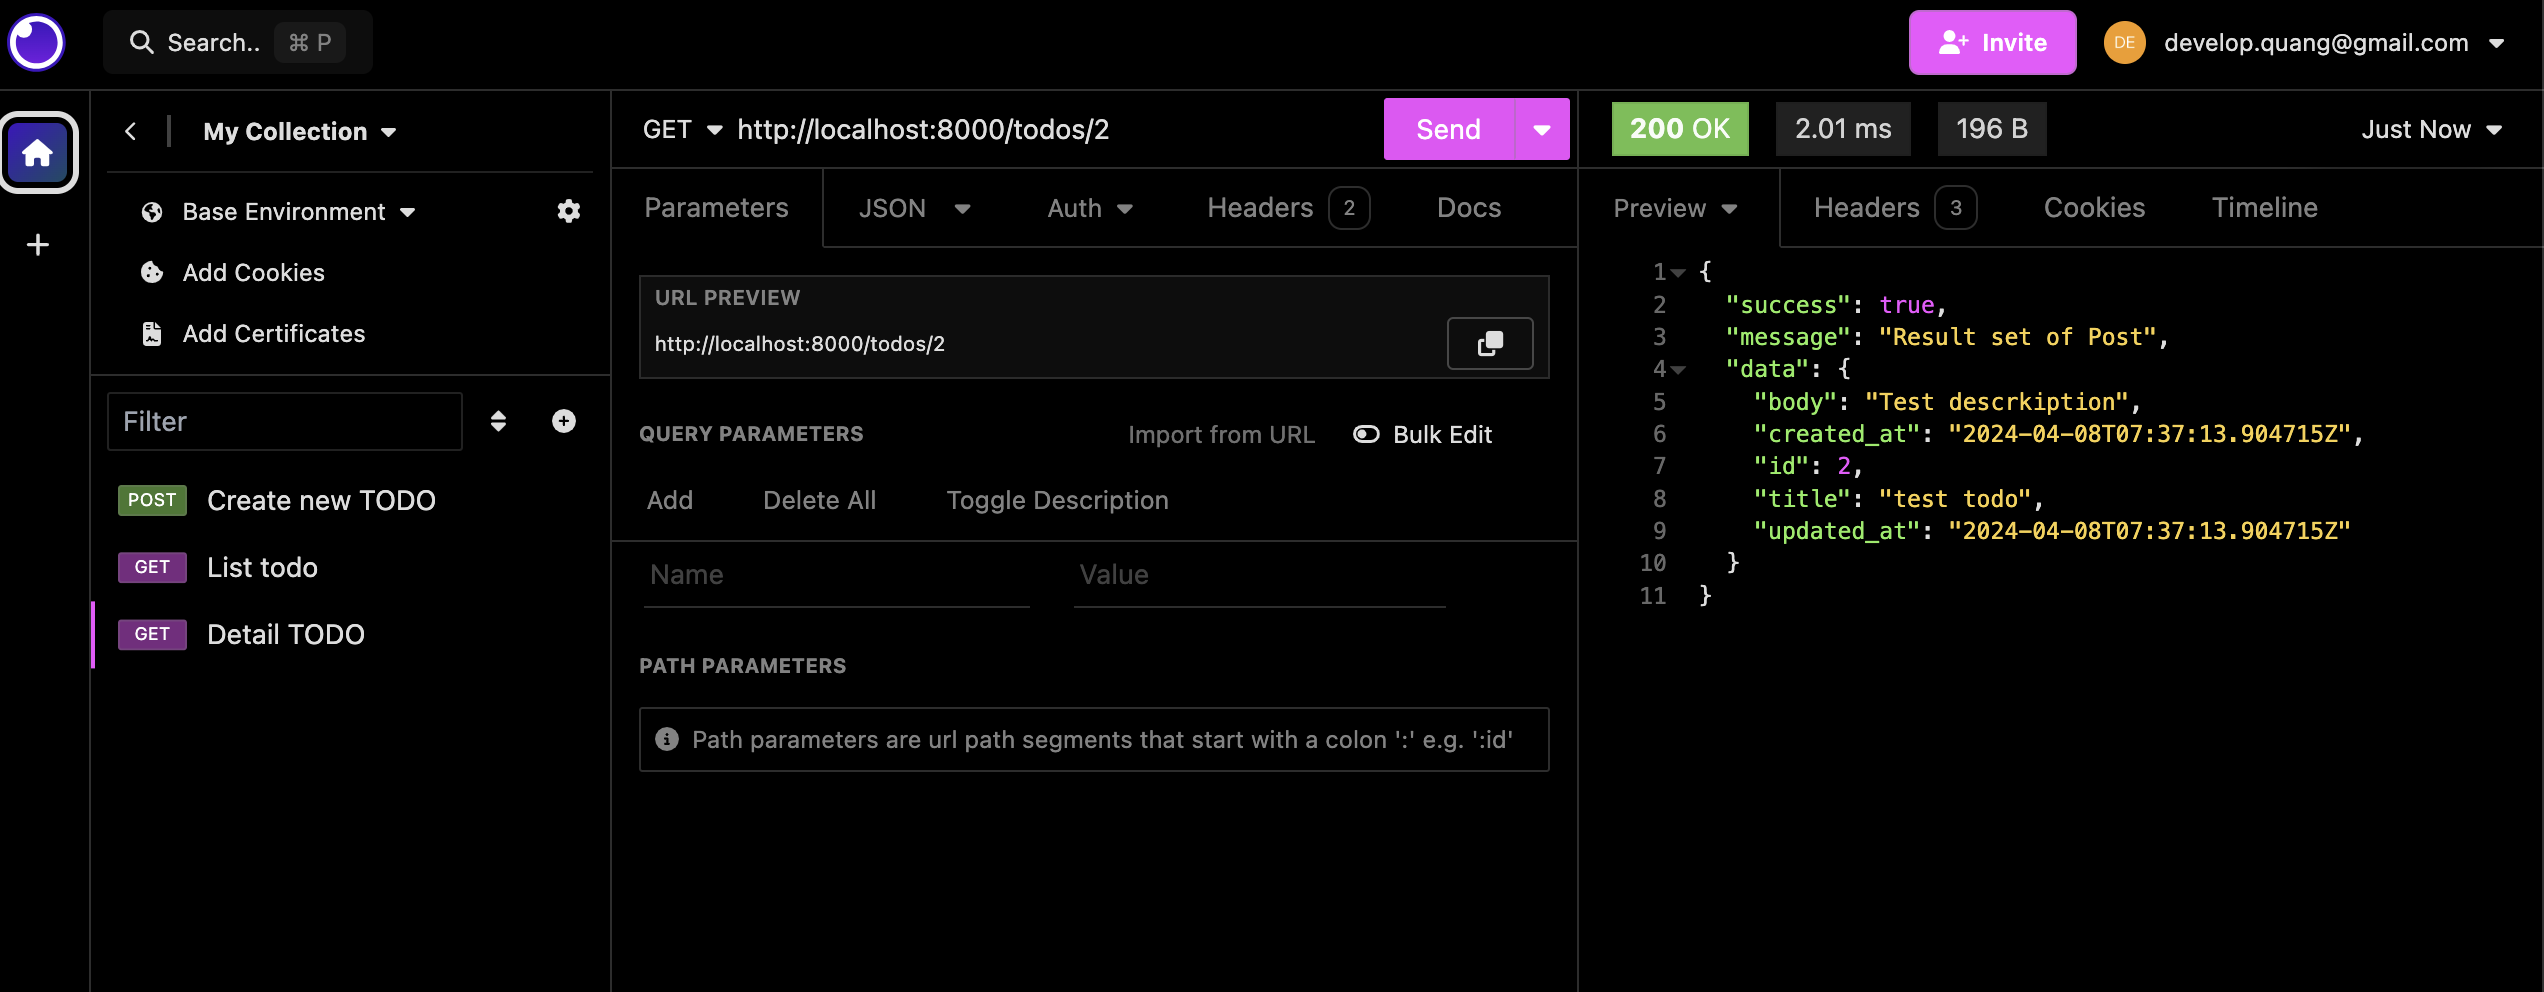 Search.. ⌘ P
Invite
DE
develop.quang@gmail.com
My Collection
Base Environment
Add Cookies
Add Certificates
Filter
POST Create new TODO
GET List todo
GET Detail TODO
GET http://localhost:8000/todos/2
Send
Parameters JSON Auth Headers 2 Docs
URL PREVIEW
http://localhost:8000/todos/2
QUERY PARAMETERS Import from URL Bulk Edit
Add Delete All Toggle Description
Name Value
PATH PARAMETERS
Path parameters are url path segments that start with a colon ':' e.g. ':id'
200 OK 2.01 ms 196 B Just Now
Preview Headers 3 Cookies Timeline
1 {
2 "success": true,
3 "message": "Result set of Post",
4 "data": {
5 "body": "Test descrkiption",
6 "created_at": "2024-04-08T07:37:13.904715Z",
7 "id": 2,
8 "title": "test todo",
9 "updated_at": "2024-04-08T07:37:13.904715Z"
10 }
11 }